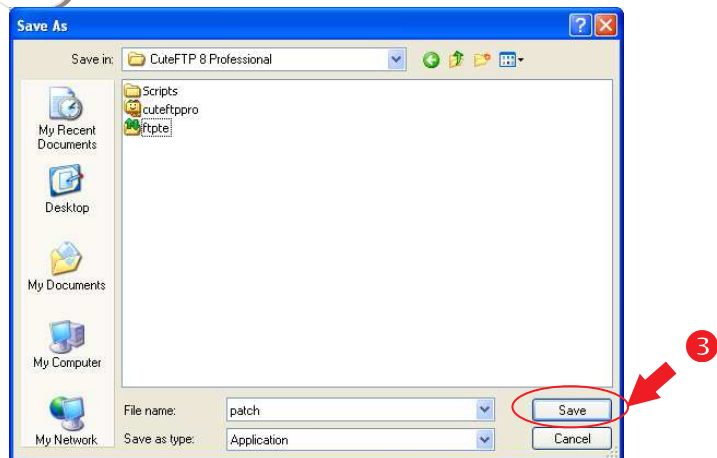 Save As
Save in: CuteFTP 8 Professional
Scripts
cuteftppro
ftpte
My Recent
Documents
Desktop
My Documents
My Computer
My Network
File name: patch Save
Save as type: Application Cancel
3